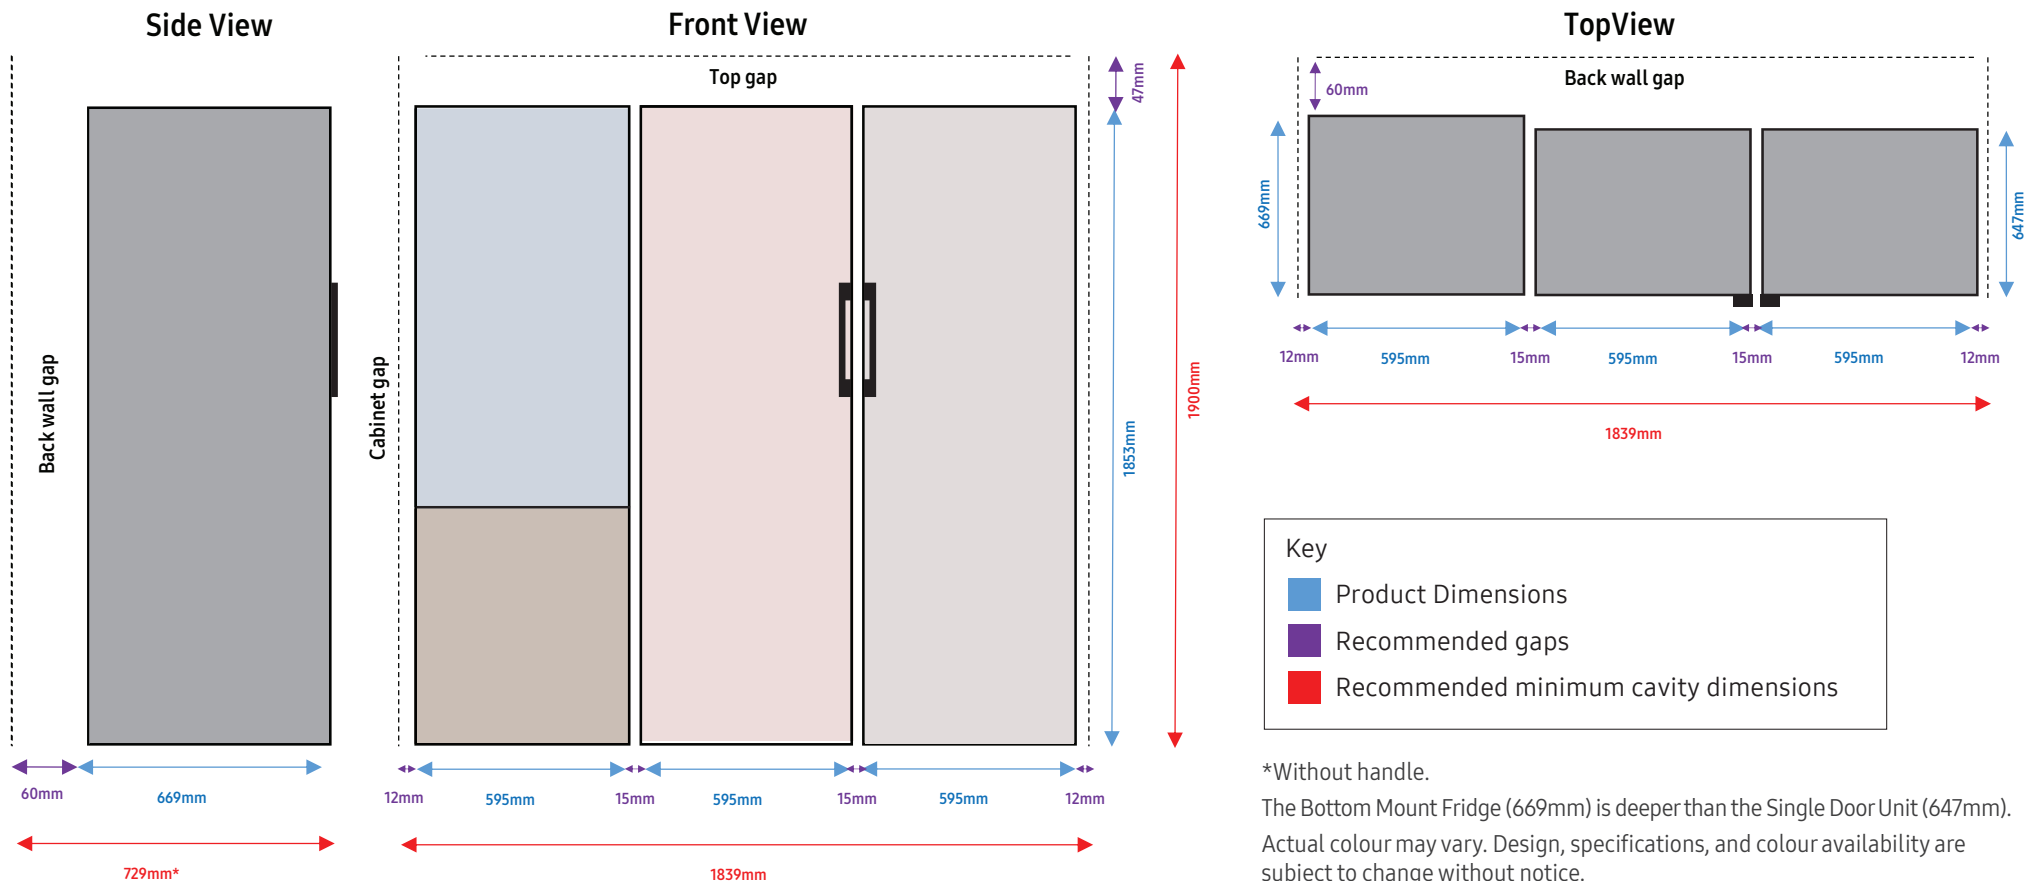 Side View
Back wall gap
60mm
669mm
729mm*
Front View
Top gap
Cabinet gap
47mm
1853mm
1900mm
12mm
595mm
15mm
595mm
15mm
595mm
12mm
1839mm
TopView
Back wall gap
60mm
669mm
647mm
12mm
595mm
15mm
595mm
15mm
595mm
12mm
1839mm
Key
Product Dimensions
Recommended gaps
Recommended minimum cavity dimensions
*Without handle.
The Bottom Mount Fridge (669mm) is deeper than the Single Door Unit (647mm).
Actual colour may vary. Design, specifications, and colour availability are
subject to change without notice.